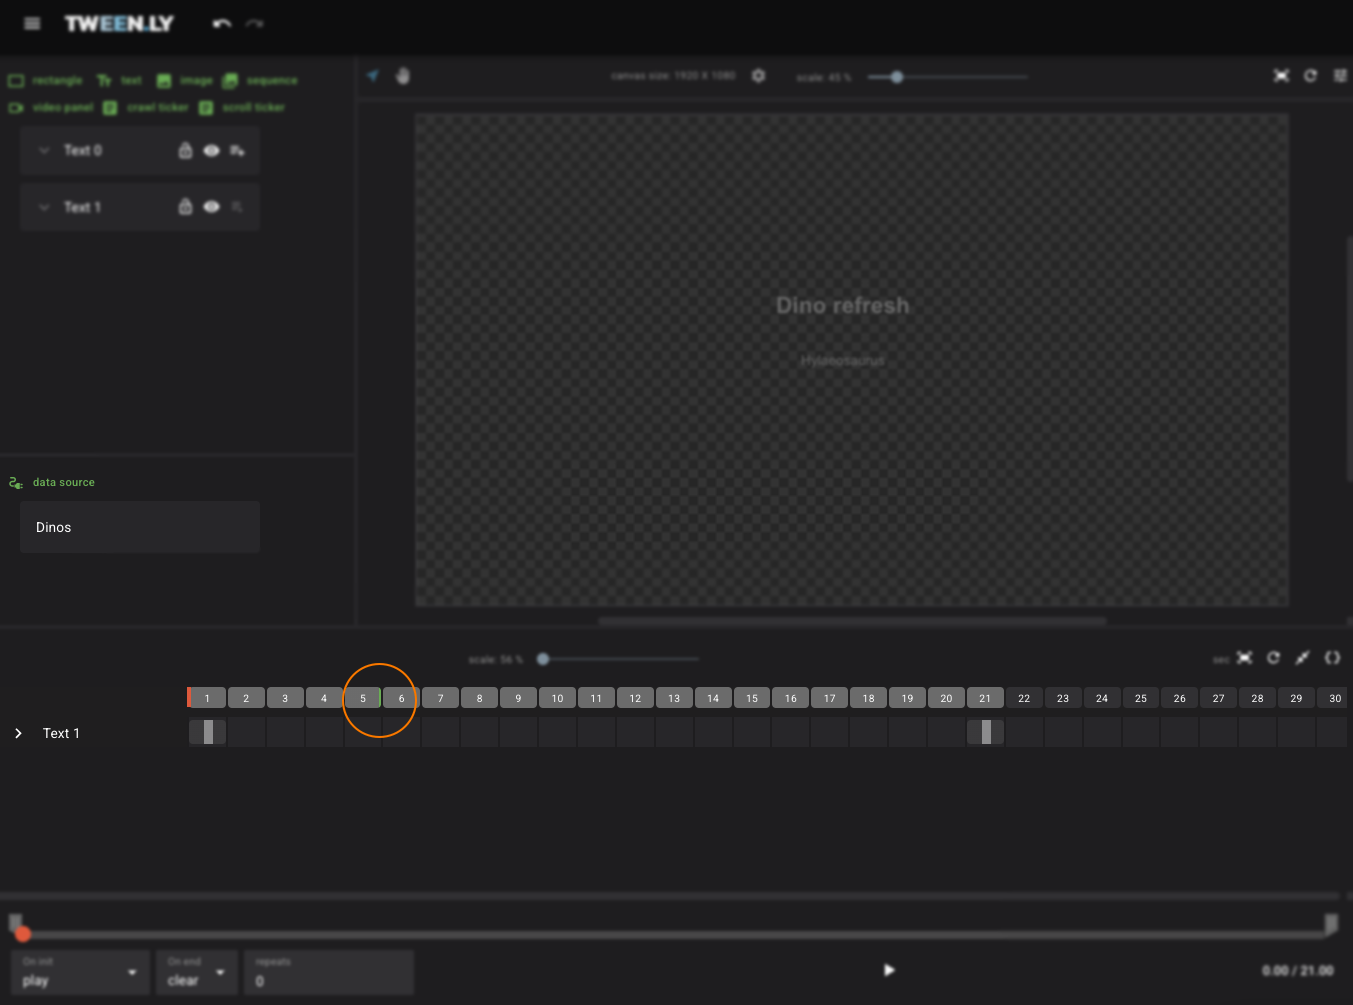 TWEEN.LY
rectangle text image sequence
video panel crawl ticker scroll ticker
canvas size: 1920 X 1080 scale: 45 %
Text 0
Text 1
Dino refresh
Hylaeosaurus
data source
Dinos
scale: 56 % sec
1 2 3 4 5 6 7 8 9 10 11 12 13 14 15 16 17 18 19 20 21 22 23 24 25 26 27 28 29 30
Text 1
On init On end repeats
play clear 0 0.00 / 21.00